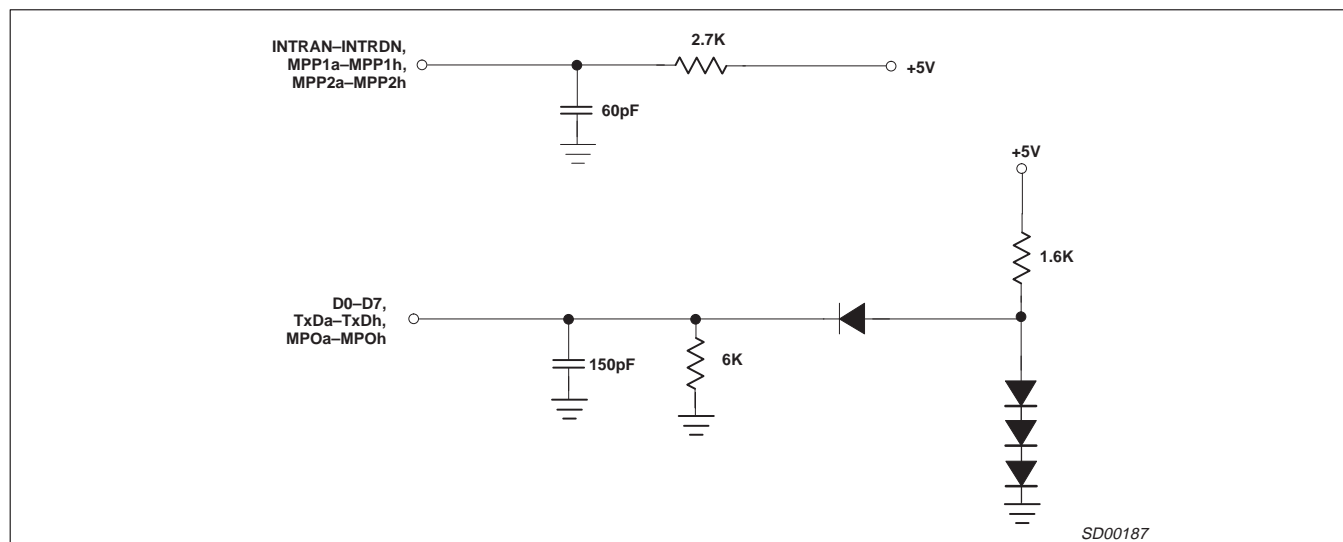 2.7K
INTRAN–INTRDN,
MPP1a–MPP1h,
MPP2a–MPP2h
+5V
60pF
+5V
1.6K
D0–D7,
TxDa–TxDh,
MPOa–MPOh
150pF
6K
SD00187